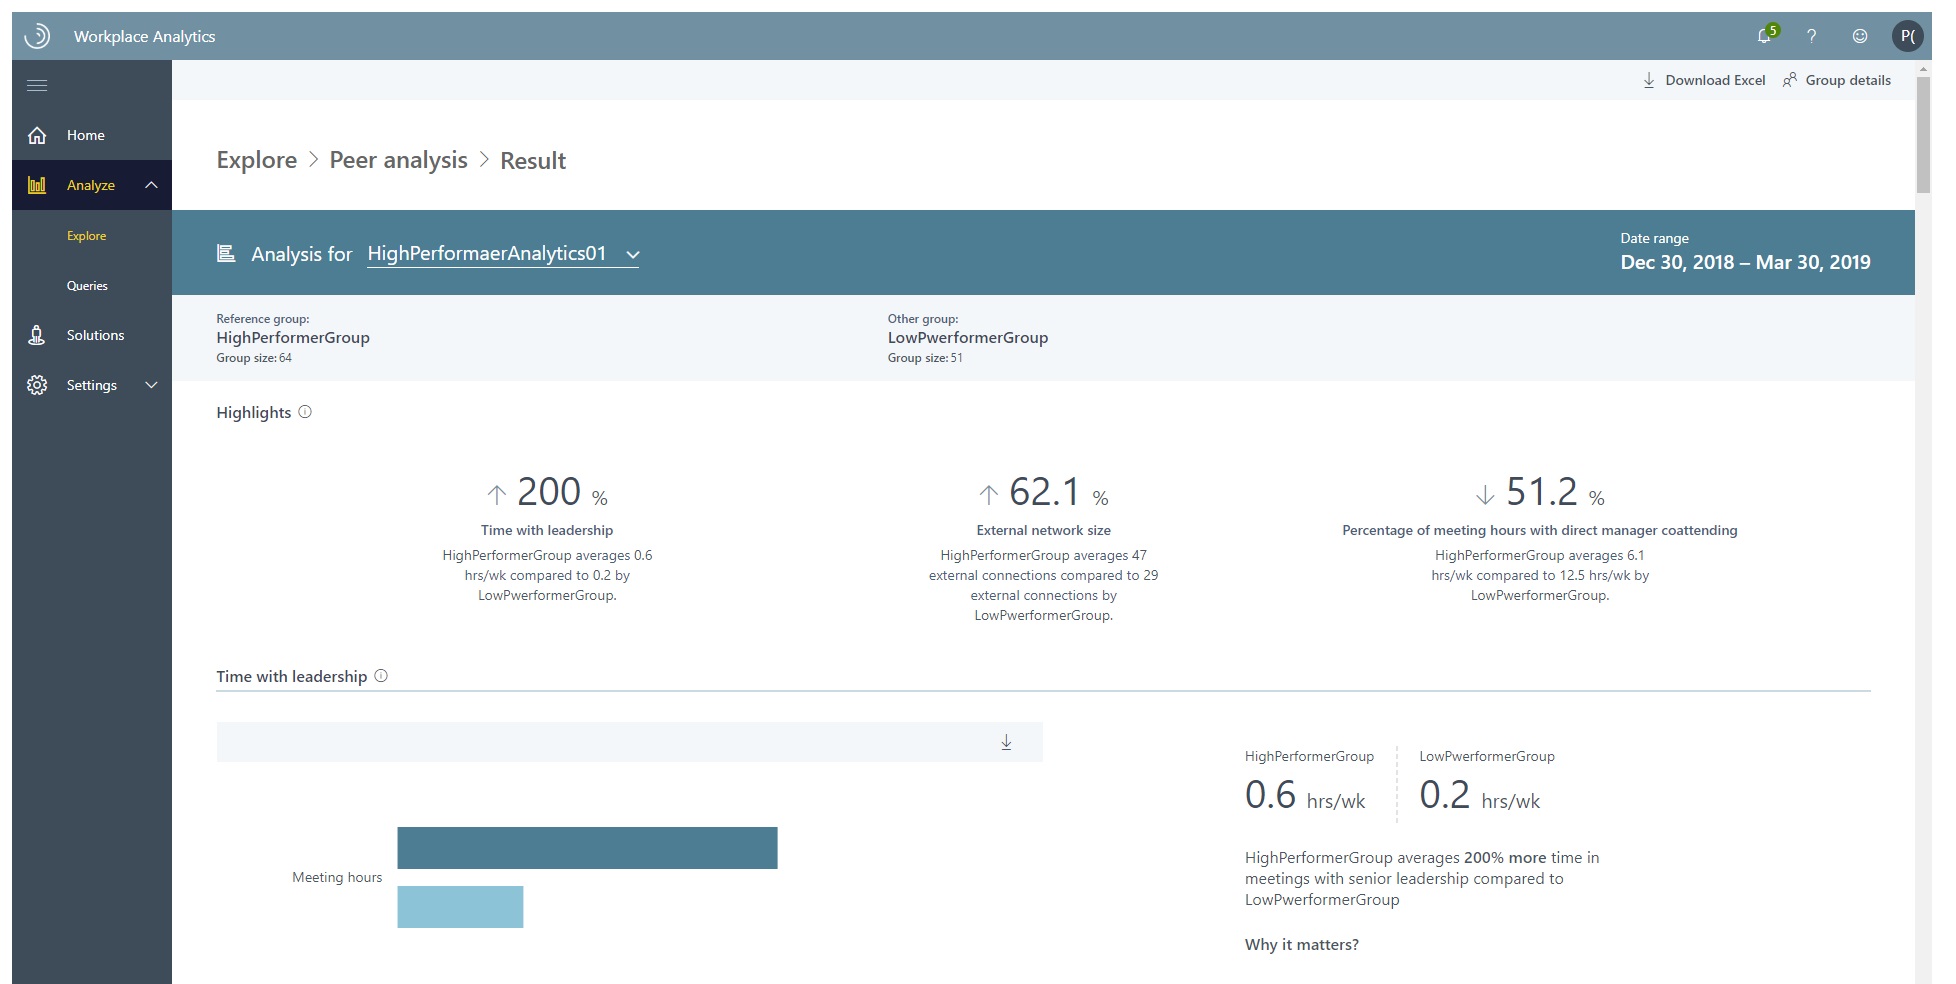 Workplace Analytics
5
?
P(
Download Excel
Group details
Home
Analyze
Explore
Queries
Solutions
Settings
Explore > Peer analysis > Result
Analysis for HighPerformaerAnalytics01
Date range
Dec 30, 2018 – Mar 30, 2019
Reference group:
HighPerformerGroup
Group size: 64
Other group:
LowPwerformerGroup
Group size: 51
Highlights
↑ 200 %
Time with leadership
HighPerformerGroup averages 0.6
hrs/wk compared to 0.2 by
LowPwerformerGroup.
↑ 62.1 %
External network size
HighPerformerGroup averages 47
external connections compared to 29
external connections by
LowPwerformerGroup.
↓ 51.2 %
Percentage of meeting hours with direct manager coattending
HighPerformerGroup averages 6.1
hrs/wk compared to 12.5 hrs/wk by
LowPwerformerGroup.
Time with leadership
Meeting hours
HighPerformerGroup
0.6 hrs/wk
LowPwerformerGroup
0.2 hrs/wk
HighPerformerGroup averages 200% more time in
meetings with senior leadership compared to
LowPwerformerGroup
Why it matters?